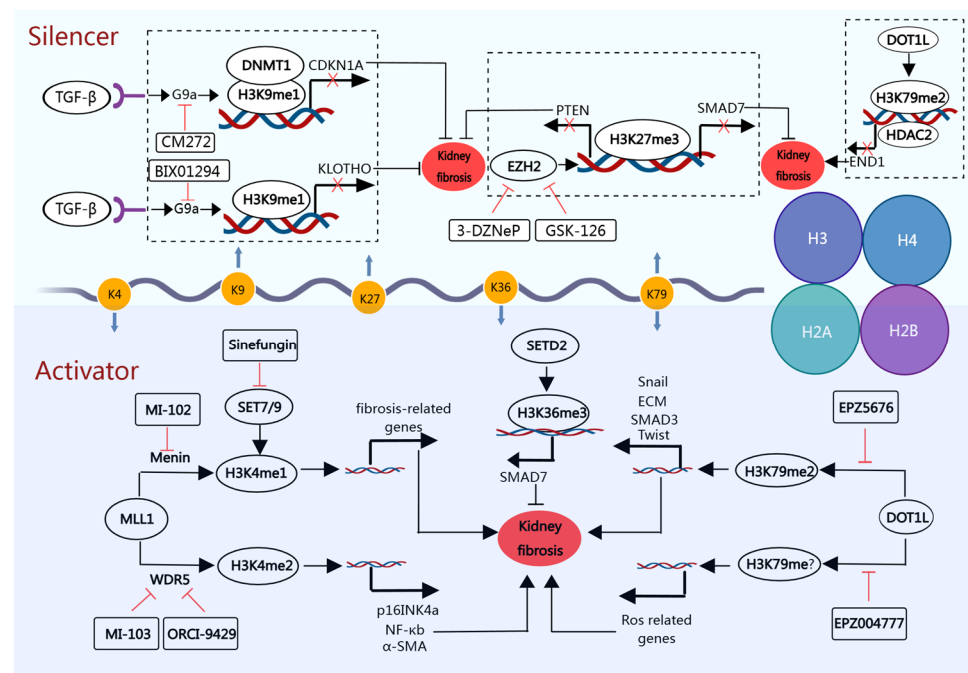 Silencer
TGF-β
G9a
DNMT1
H3K9me1
CDKN1A
CM272
BIX01294
TGF-β
G9a
H3K9me1
KLOTHO
Kidney
fibrosis
PTEN
SMAD7
H3K27me3
EZH2
3-DZNeP
GSK-126
Kidney
fibrosis
DOT1L
H3K79me2
HDAC2
END1
H3
H4
H2A
H2B
K4
K9
K27
K36
K79
Activator
Sinefungin
SET7/9
MI-102
Menin
H3K4me1
fibrosis-related
genes
MLL1
WDR5
H3K4me2
MI-103
ORCI-9429
p16INK4a
NF-κb
α-SMA
SETD2
H3K36me3
SMAD7
Kidney
fibrosis
Snail
ECM
SMAD3
Twist
H3K79me2
EPZ5676
DOT1L
H3K79me?
EPZ004777
Ros related
genes